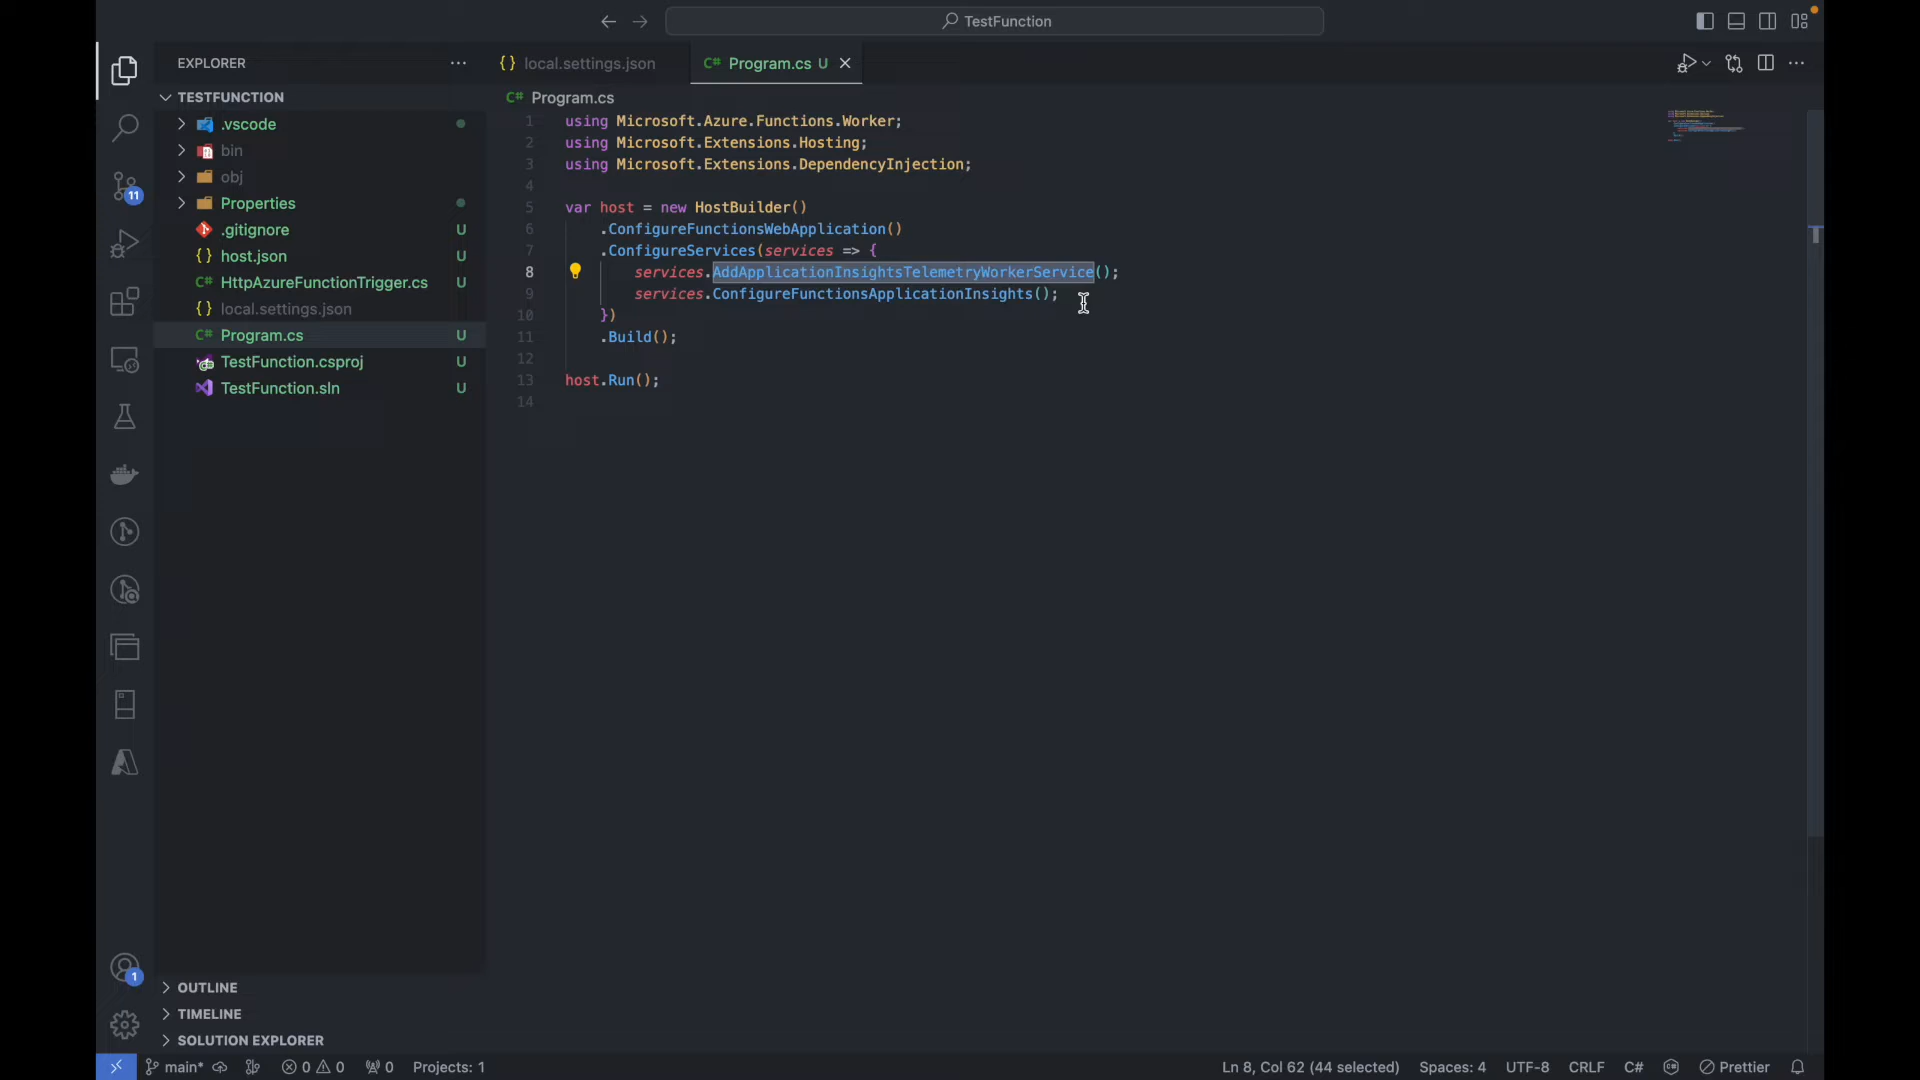 TestFunction
EXPLORER
local.settings.json
C# Program.cs U
TESTFUNCTION
.vscode
bin
obj
Properties
.gitignore U
{} host.json U
C# HttpAzureFunctionTrigger.cs U
{} local.settings.json
C# Program.cs U
TestFunction.csproj U
TestFunction.sln U
C# Program.cs
1 using Microsoft.Azure.Functions.Worker;
2 using Microsoft.Extensions.Hosting;
3 using Microsoft.Extensions.DependencyInjection;
4
5 var host = new HostBuilder()
6 .ConfigureFunctionsWebApplication()
7 .ConfigureServices(services => {
8 services.AddApplicationInsightsTelemetryWorkerService();
9 services.ConfigureFunctionsApplicationInsights();
10 })
11 .Build();
12
13 host.Run();
14
11
1
OUTLINE
TIMELINE
SOLUTION EXPLORER
main* 0 0 0 Projects: 1 Ln 8, Col 62 (44 selected) Spaces: 4 UTF-8 CRLF C# Prettier